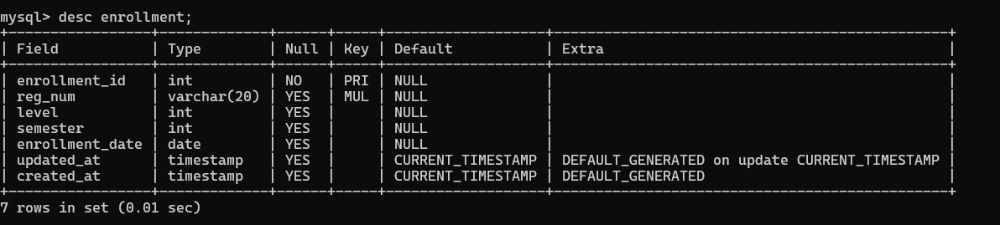 mysql> desc enrollment;
+-----------------+--------------+------+-----+-------------------+-----------------------------------------------+
| Field           | Type        | Null | Key | Default           | Extra                                         |
+-----------------+-------------+------+-----+-------------------+-----------------------------------------------+
| enrollment_id   | int         | NO   | PRI | NULL              |                                               |
| reg_num         | varchar(20) | YES  | MUL | NULL              |                                               |
| level           | int         | YES  |     | NULL              |                                               |
| semester        | int         | YES  |     | NULL              |                                               |
| enrollment_date | date        | YES  |     | NULL              |                                               |
| updated_at      | timestamp   | YES  |     | CURRENT_TIMESTAMP | DEFAULT_GENERATED on update CURRENT_TIMESTAMP |
| created_at      | timestamp   | YES  |     | CURRENT_TIMESTAMP | DEFAULT_GENERATED                             |
+-----------------+-------------+------+-----+-------------------+-----------------------------------------------+
7 rows in set (0.01 sec)